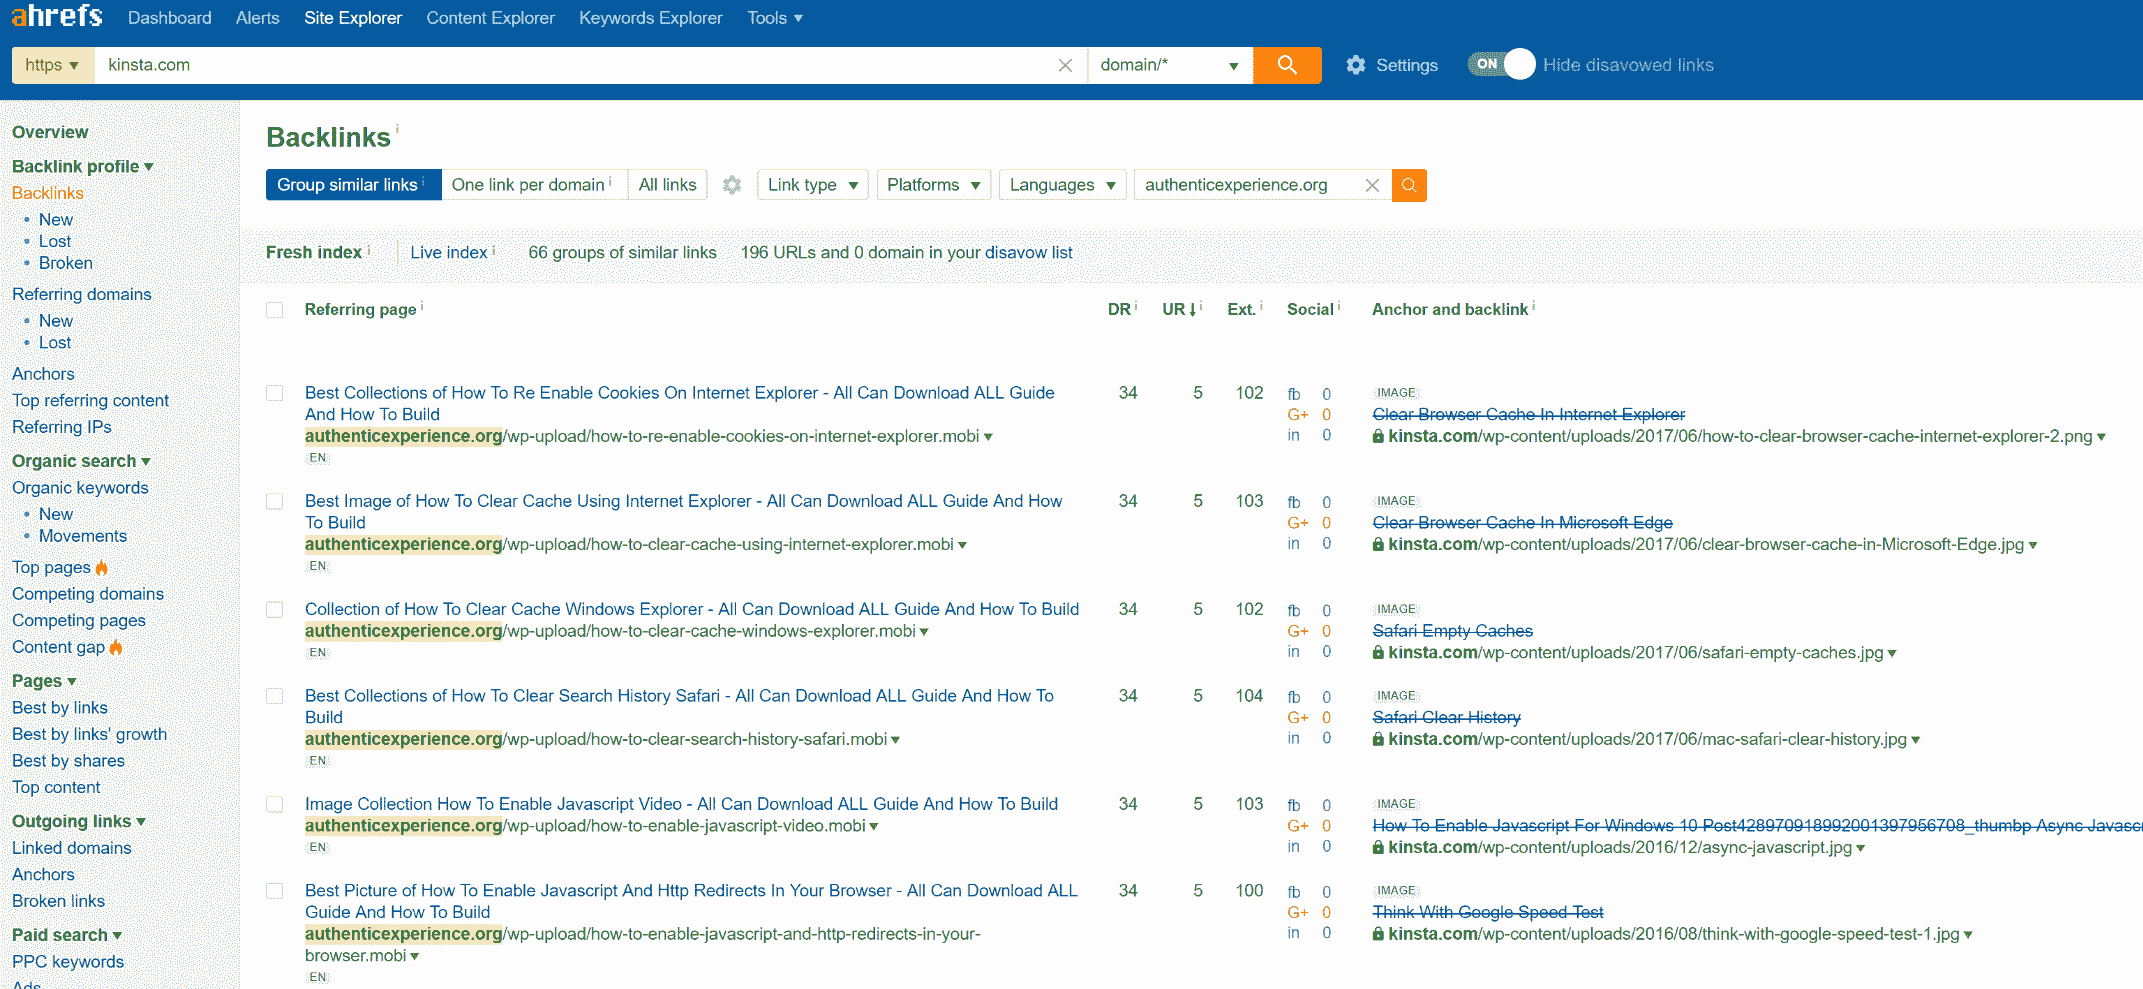 ahrefs Dashboard Alerts Site Explorer Content Explorer Keywords Explorer Tools
https kinsta.com domain/* Settings ON Hide disavowed links
Overview
Backlink profile
Backlinks
New
Lost
Broken
Referring domains
New
Lost
Anchors
Top referring content
Referring IPs
Organic search
Organic keywords
New
Movements
Top pages
Competing domains
Competing pages
Content gap
Pages
Best by links
Best by links' growth
Best by shares
Top content
Outgoing links
Linked domains
Anchors
Broken links
Paid search
PPC keywords
Ads
Backlinks i
Group similar links i One link per domain i All links Link type Platforms Languages authenticexperience.org
Fresh index i Live index i 66 groups of similar links 196 URLs and 0 domain in your disavow list
Referring page i DR i UR i Ext. i Social i Anchor and backlink i
Best Collections of How To Re Enable Cookies On Internet Explorer - All Can Download ALL Guide
And How To Build
authenticexperience.org/wp-upload/how-to-re-enable-cookies-on-internet-explorer.mobi
EN
34 5 102
fb 0
G+ 0
in 0
IMAGE
Clear Browser Cache In Internet Explorer
kinsta.com/wp-content/uploads/2017/06/how-to-clear-browser-cache-internet-explorer-2.png
Best Image of How To Clear Cache Using Internet Explorer - All Can Download ALL Guide And How
To Build
authenticexperience.org/wp-upload/how-to-clear-cache-using-internet-explorer.mobi
EN
34 5 103
fb 0
G+ 0
in 0
IMAGE
Clear Browser Cache In Microsoft Edge
kinsta.com/wp-content/uploads/2017/06/clear-browser-cache-in-Microsoft-Edge.jpg
Collection of How To Clear Cache Windows Explorer - All Can Download ALL Guide And How To Build
authenticexperience.org/wp-upload/how-to-clear-cache-windows-explorer.mobi
EN
34 5 102
fb 0
G+ 0
in 0
IMAGE
Safari Empty Caches
kinsta.com/wp-content/uploads/2017/06/safari-empty-caches.jpg
Best Collections of How To Clear Search History Safari - All Can Download ALL Guide And How To
Build
authenticexperience.org/wp-upload/how-to-clear-search-history-safari.mobi
EN
34 5 104
fb 0
G+ 0
in 0
IMAGE
Safari Clear History
kinsta.com/wp-content/uploads/2017/06/mac-safari-clear-history.jpg
Image Collection How To Enable Javascript Video - All Can Download ALL Guide And How To Build
authenticexperience.org/wp-upload/how-to-enable-javascript-video.mobi
EN
34 5 103
fb 0
G+ 0
in 0
IMAGE
How To Enable Javascript For Windows 10 Post4289709189920013979567​08_thumbp Async Javasc
kinsta.com/wp-content/uploads/2016/12/async-javascript.jpg
Best Picture of How To Enable Javascript And Http Redirects In Your Browser - All Can Download ALL
Guide And How To Build
authenticexperience.org/wp-upload/how-to-enable-javascript-and-http-redirects-in-your-
browser.mobi
EN
34 5 100
fb 0
G+ 0
in 0
IMAGE
Think With Google Speed Test
kinsta.com/wp-content/uploads/2016/08/think-with-google-speed-test-1.jpg